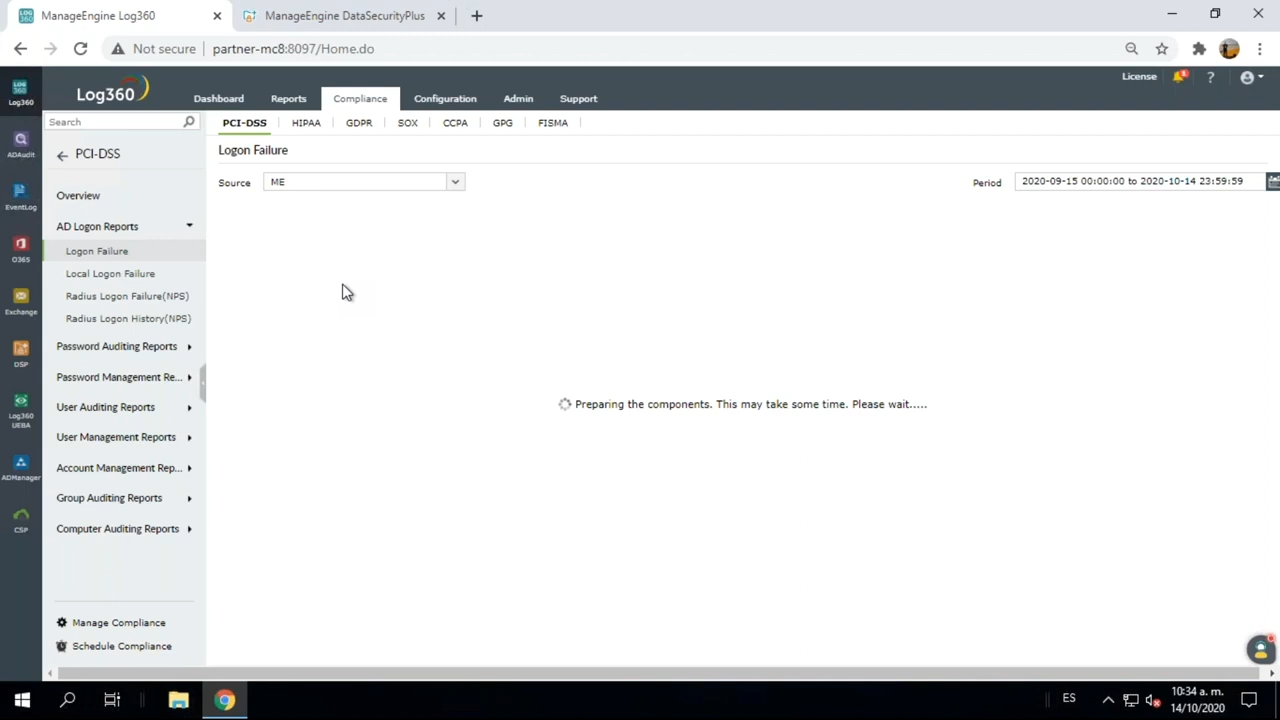 ManageEngine Log360
ManageEngine DataSecurityPlus
Not secure
partner-mc8:8097/Home.do
License
Log360
Dashboard
Reports
Compliance
Configuration
Admin
Support
Search
PCI-DSS
HIPAA
GDPR
SOX
CCPA
GPG
FISMA
LOG 360
Log360
ADAudit
EventLog
O365
Exchange
DSP
Log360 UEBA
ADManager
CSP
PCI-DSS
Overview
AD Logon Reports
Logon Failure
Local Logon Failure
Radius Logon Failure(NPS)
Radius Logon History(NPS)
Password Auditing Reports
Password Management Re...
User Auditing Reports
User Management Reports
Account Management Rep...
Group Auditing Reports
Computer Auditing Reports
Manage Compliance
Schedule Compliance
Logon Failure
Source
ME
Period
2020-09-15 00:00:00 to 2020-10-14 23:59:59
Preparing the components. This may take some time. Please wait.....
ES
10:34 a. m.
14/10/2020